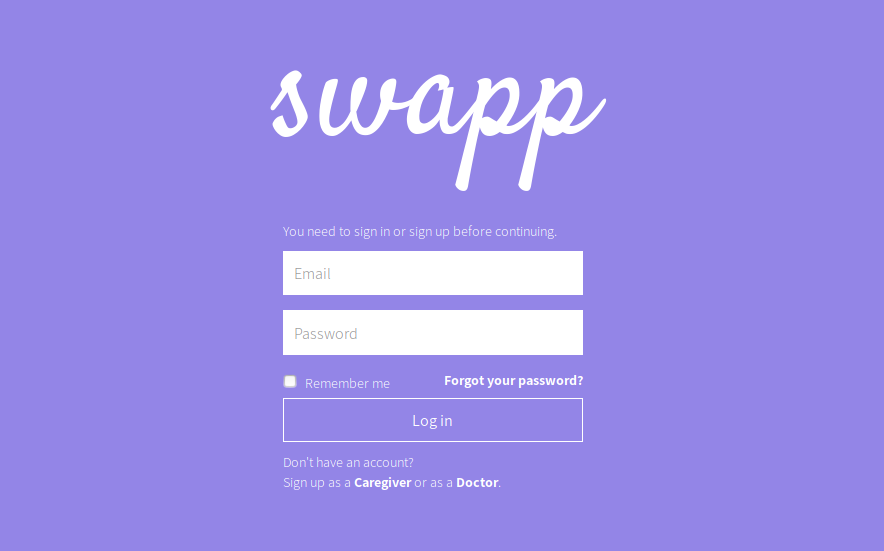 swapp
You need to sign in or sign up before continuing.
Email
Password
Remember me Forgot your password?
Log in
Don't have an account?
Sign up as a Caregiver or as a Doctor.